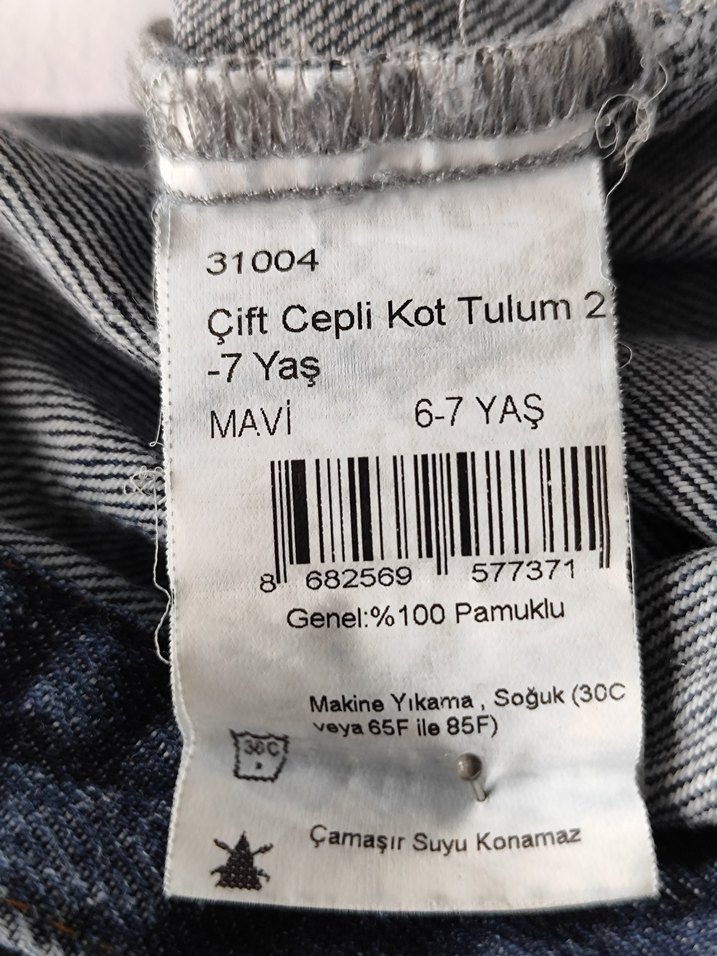 31004
Çift Cepli Kot Tulum 2
-7 Yaş
MAVİ 6-7 YAŞ
8 682569 577371
Genel:%100 Pamuklu
Makine Yıkama , Soğuk (30C
veya 65F ile 85F)
30C
Çamaşır Suyu Konamaz